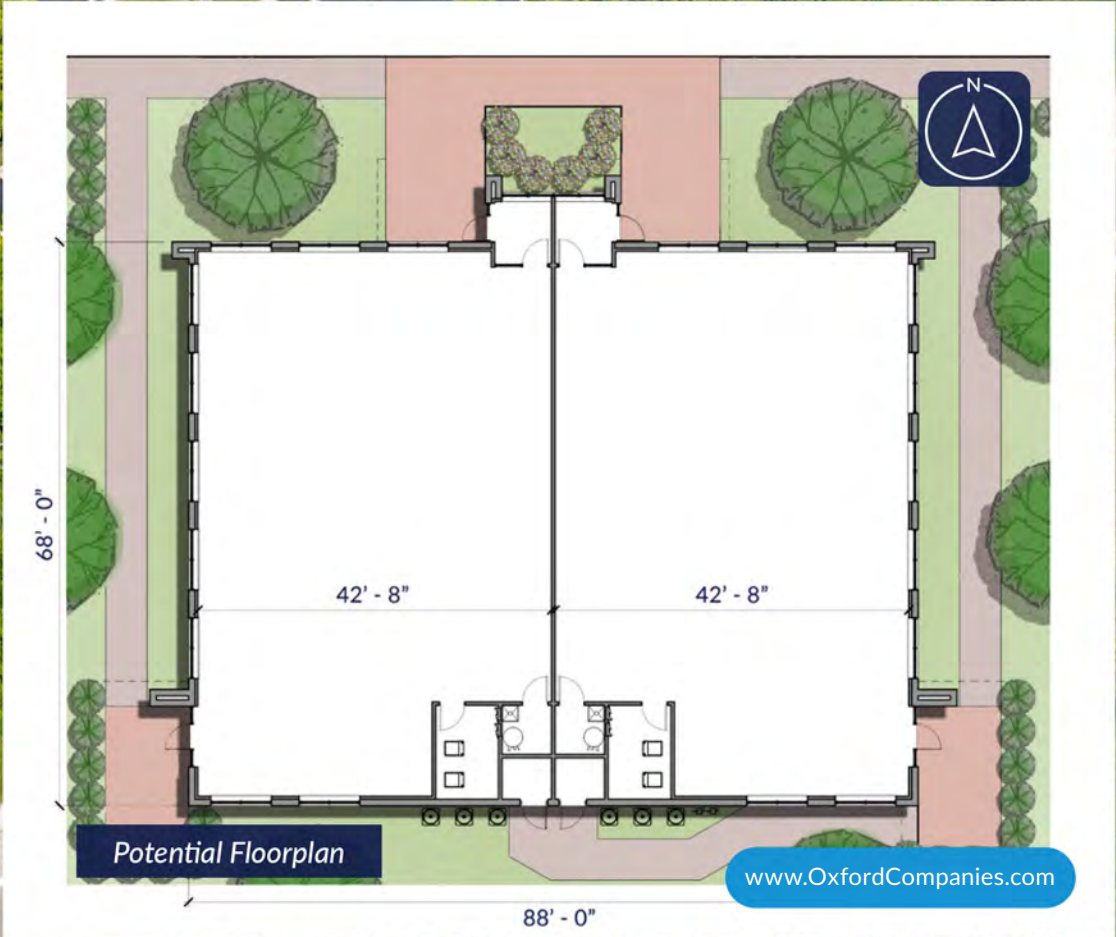 N
68' - 0”
42' - 8”
42' - 8”
Potential Floorplan
www.OxfordCompanies.com
88' - 0”